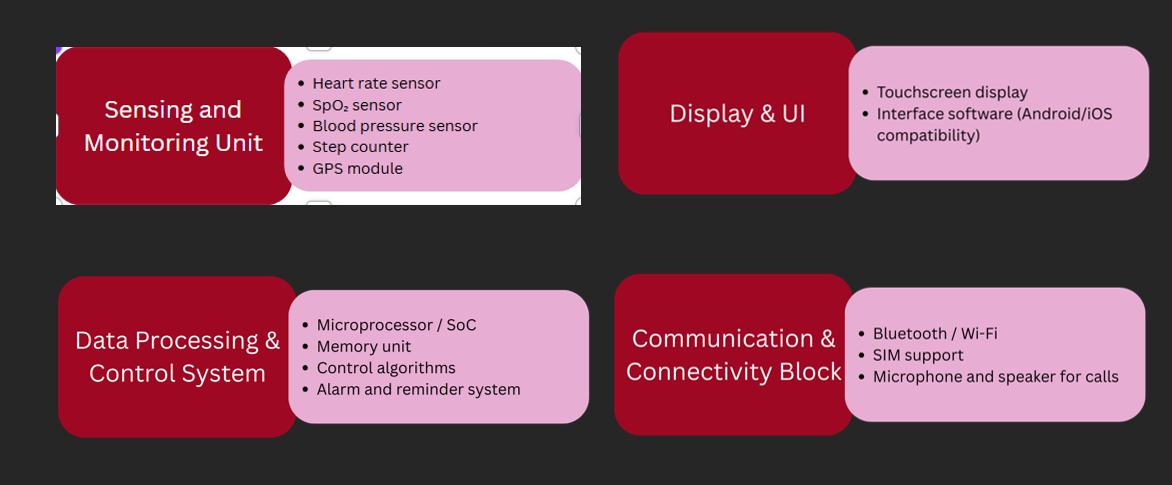 Sensing and
Monitoring Unit
• Heart rate sensor
• SpO₂ sensor
• Blood pressure sensor
• Step counter
• GPS module
Display & UI
• Touchscreen display
• Interface software (Android/iOS
compatibility)
Data Processing &
Control System
• Microprocessor / SoC
• Memory unit
• Control algorithms
• Alarm and reminder system
Communication &
Connectivity Block
• Bluetooth / Wi-Fi
• SIM support
• Microphone and speaker for calls